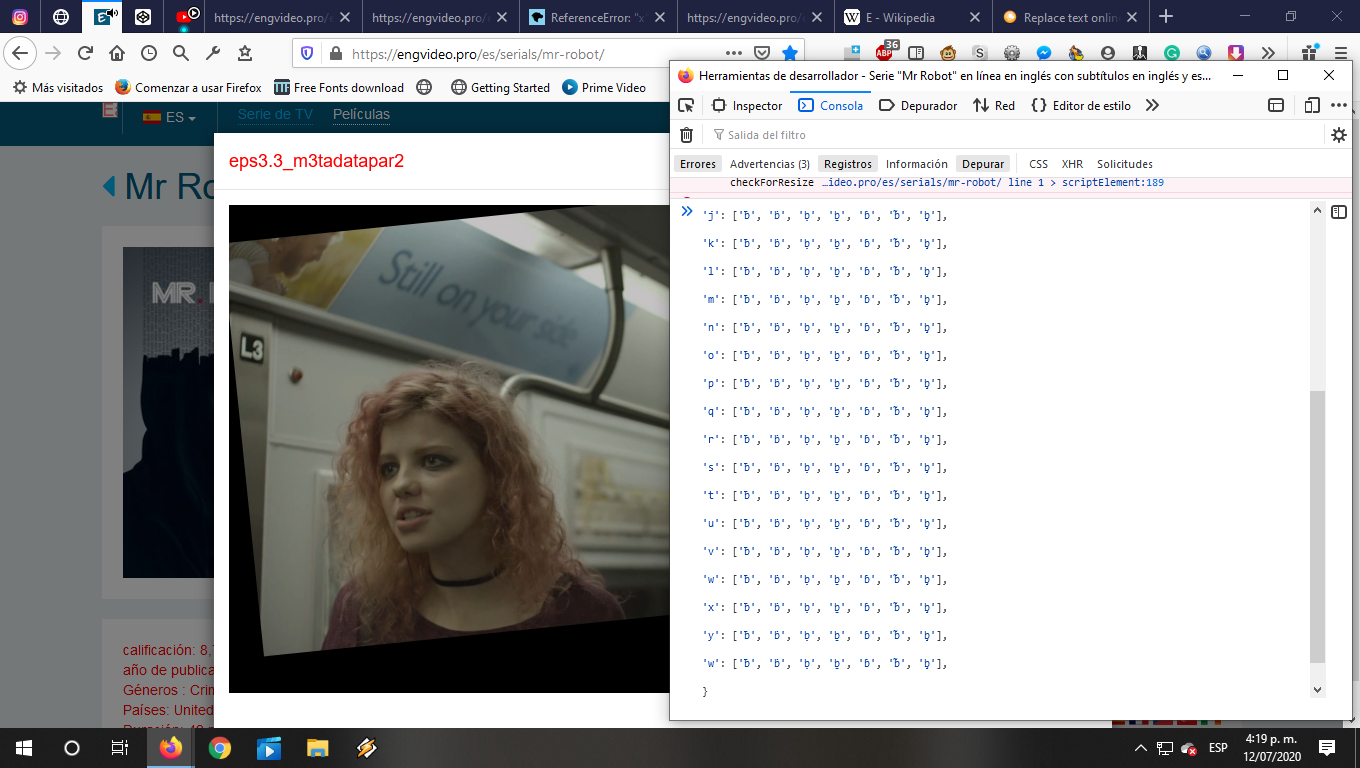 https://engvideo.pro/e
https://engvideo.pro/e
ReferenceError: "x
https://engvideo.pro/e
E - Wikipedia
Replace text onlin
https://engvideo.pro/es/serials/mr-robot/
36
Más visitados
Comenzar a usar Firefox
Free Fonts download
Getting Started
Prime Video
ES
Serie de TV
Películas
Mr Ro
eps3.3_m3tadatapar2
Still on your side
L3
MR.
calificación: 8,
año de publica
Géneros : Crin
Países: United
Herramientas de desarrollador - Serie "Mr Robot" en línea en inglés con subtítulos en inglés y es...
Inspector
Consola
Depurador
Red
Editor de estilo
Salida del filtro
Errores
Advertencias (3)
Registros
Información
Depurar
CSS
XHR
Solicitudes
checkForResize …ideo.pro/es/serials/mr-robot/ line 1 > scriptElement:189
'j': ['ƀ', 'ɓ', 'ḅ', 'ḇ', 'ɓ', 'ƀ', 'ḇ'],
'k': ['ƀ', 'ɓ', 'ḅ', 'ḇ', 'ɓ', 'ƀ', 'ḇ'],
'l': ['ƀ', 'ɓ', 'ḅ', 'ḇ', 'ɓ', 'ƀ', 'ḇ'],
'm': ['ƀ', 'ɓ', 'ḅ', 'ḇ', 'ɓ', 'ƀ', 'ḇ'],
'n': ['ƀ', 'ɓ', 'ḅ', 'ḇ', 'ɓ', 'ƀ', 'ḇ'],
'o': ['ƀ', 'ɓ', 'ḅ', 'ḇ', 'ɓ', 'ƀ', 'ḇ'],
'p': ['ƀ', 'ɓ', 'ḅ', 'ḇ', 'ɓ', 'ƀ', 'ḇ'],
'q': ['ƀ', 'ɓ', 'ḅ', 'ḇ', 'ɓ', 'ƀ', 'ḇ'],
'r': ['ƀ', 'ɓ', 'ḅ', 'ḇ', 'ɓ', 'ƀ', 'ḇ'],
's': ['ƀ', 'ɓ', 'ḅ', 'ḇ', 'ɓ', 'ƀ', 'ḇ'],
't': ['ƀ', 'ɓ', 'ḅ', 'ḇ', 'ɓ', 'ƀ', 'ḇ'],
'u': ['ƀ', 'ɓ', 'ḅ', 'ḇ', 'ɓ', 'ƀ', 'ḇ'],
'v': ['ƀ', 'ɓ', 'ḅ', 'ḇ', 'ɓ', 'ƀ', 'ḇ'],
'w': ['ƀ', 'ɓ', 'ḅ', 'ḇ', 'ɓ', 'ƀ', 'ḇ'],
'x': ['ƀ', 'ɓ', 'ḅ', 'ḇ', 'ɓ', 'ƀ', 'ḇ'],
'y': ['ƀ', 'ɓ', 'ḅ', 'ḇ', 'ɓ', 'ƀ', 'ḇ'],
'w': ['ƀ', 'ɓ', 'ḅ', 'ḇ', 'ɓ', 'ƀ', 'ḇ'],
}
ESP
4:19 p. m.
12/07/2020